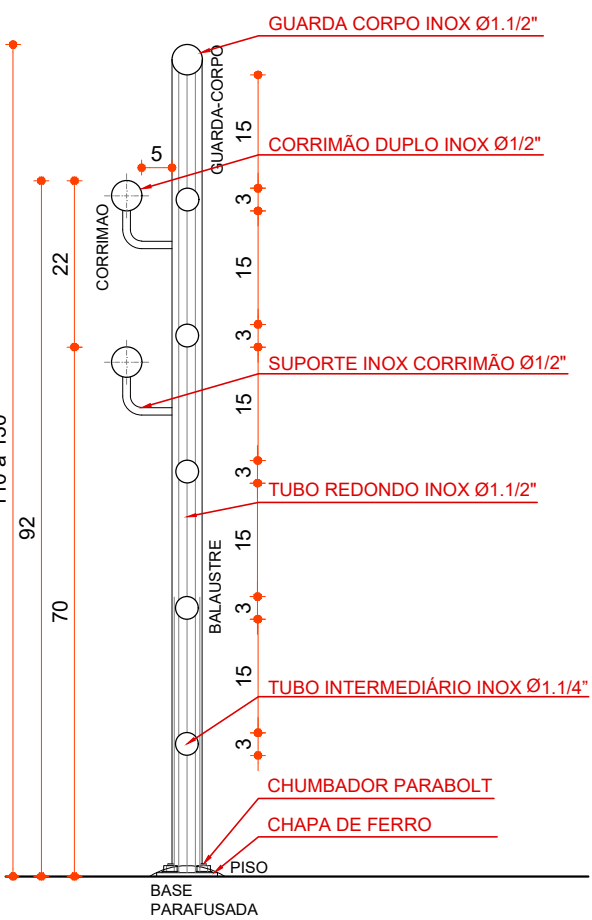 GUARDA CORPO INOX Ø1.1/2"
GUARDA-CORPO
15
CORRIMÃO DUPLO INOX Ø1/2"
5
3
CORRIMAO
22
15
3
SUPORTE INOX CORRIMÃO Ø1/2"
15
92
3
TUBO REDONDO INOX Ø1.1/2"
15
BALAUSTRE
70
3
15
TUBO INTERMEDIÁRIO INOX Ø1.1/4"
3
CHUMBADOR PARABOLT
CHAPA DE FERRO
PISO
BASE
PARAFUSADA